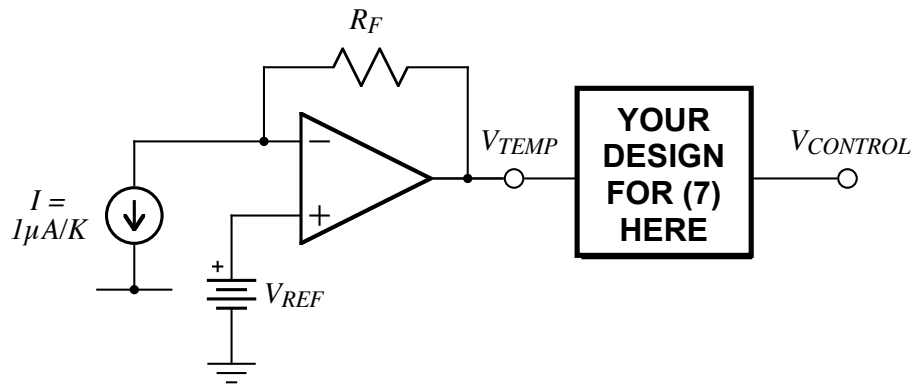 R_F
V_TEMP
YOUR
DESIGN
FOR (7)
HERE
V_CONTROL
I =
1µA/K
−
+
+
V_REF